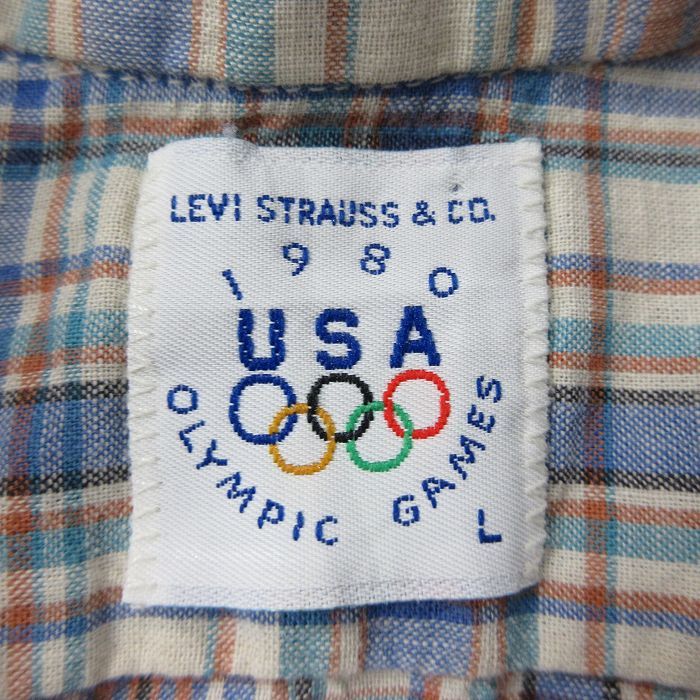 LEVI STRAUSS & CO.
1980
USA
OLYMPIC GAMES
L